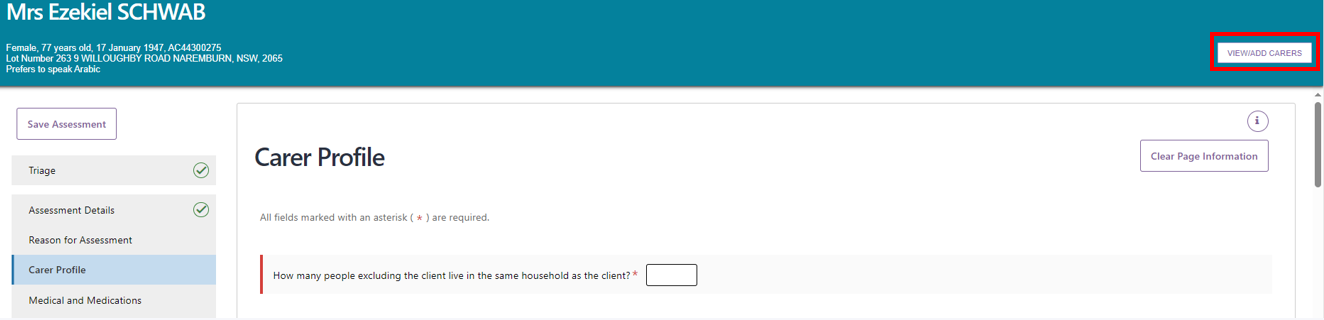 Mrs Ezekiel SCHWAB
Female, 77 years old, 17 January 1947, AC44300275
Lot Number 263 9 WILLOUGHBY ROAD NAREMBURN, NSW, 2065
Prefers to speak Arabic
VIEW/ADD CARERS
Save Assessment
Triage
Assessment Details
Reason for Assessment
Carer Profile
Medical and Medications
i
Carer Profile
Clear Page Information
All fields marked with an asterisk ( * ) are required.
How many people excluding the client live in the same household as the client? *